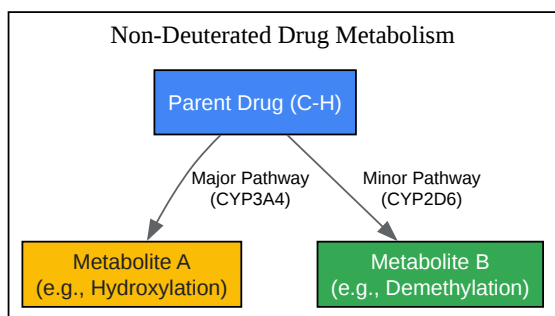 Non-Deuterated Drug Metabolism
Parent Drug (C-H)
Major Pathway
(CYP3A4)
Minor Pathway
(CYP2D6)
Metabolite A
(e.g., Hydroxylation)
Metabolite B
(e.g., Demethylation)